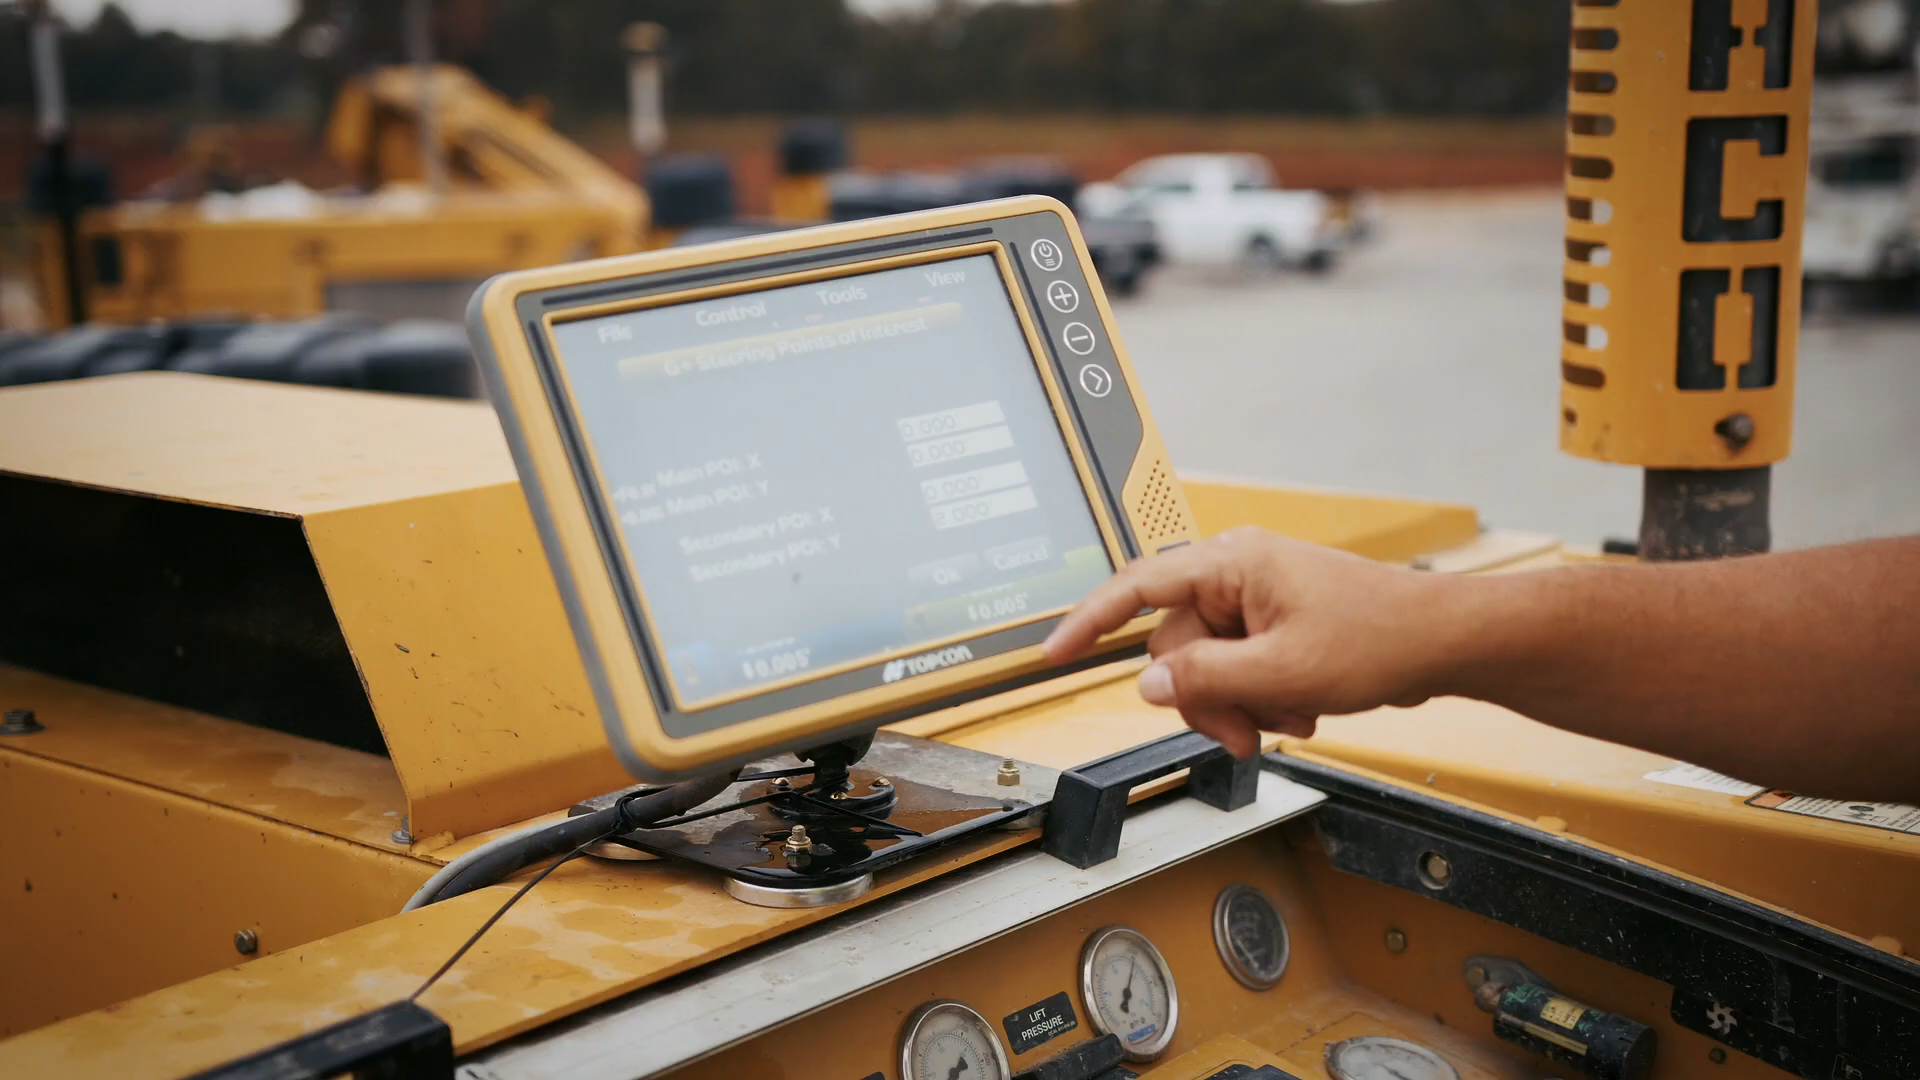 File Control Tools View
G+ Steering Points of Interest
Main POI: X 0.000'
Main POI: Y 0.000'
Secondary POI: X 0.000
Secondary POI: Y 0.000
Ok Cancel
0.005' 0.005'
TOPCON
LIFT
PRESSURE